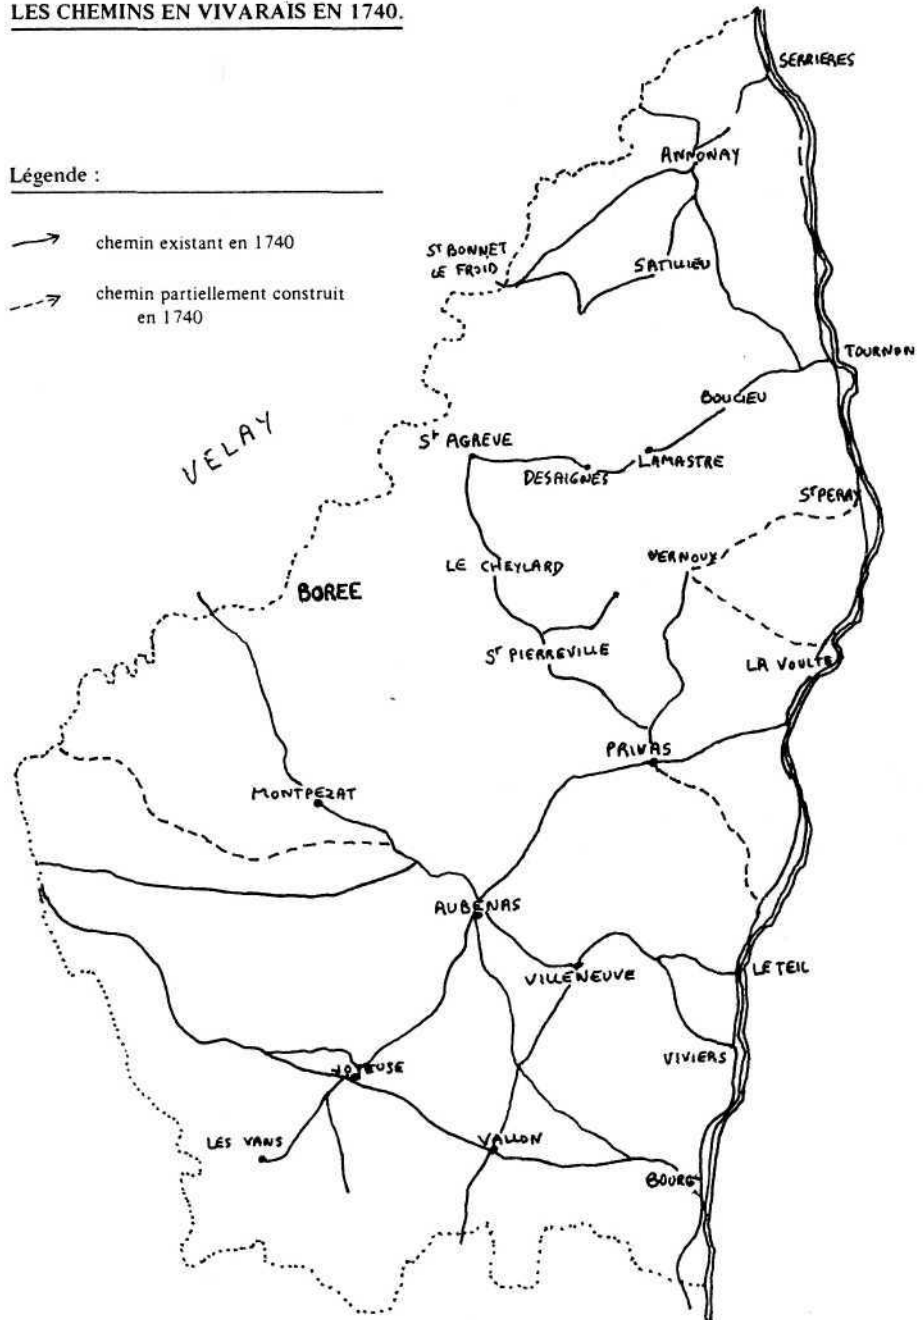 LES CHEMINS EN VIVARAIS EN 1740.
Légende :
chemin existant en 1740
chemin partiellement construit
en 1740
SERRIERES
ANNONAY
ST BONNET
LE FROID
SATILLIEU
TOURNON
BOUCIEU
VELAY
St AGREVE
LAMASTRE
DESAIGNES
ST PERAY
LE CHEYLARD
VERNOUX
BOREE
ST PIERREVILLE
LA VOULTE
PRIVAS
MONTPEZAT
AUBENAS
VILLENEUVE
LE TEIL
VIVIERS
JOYEUSE
LES VANS
VALLON
BOURG